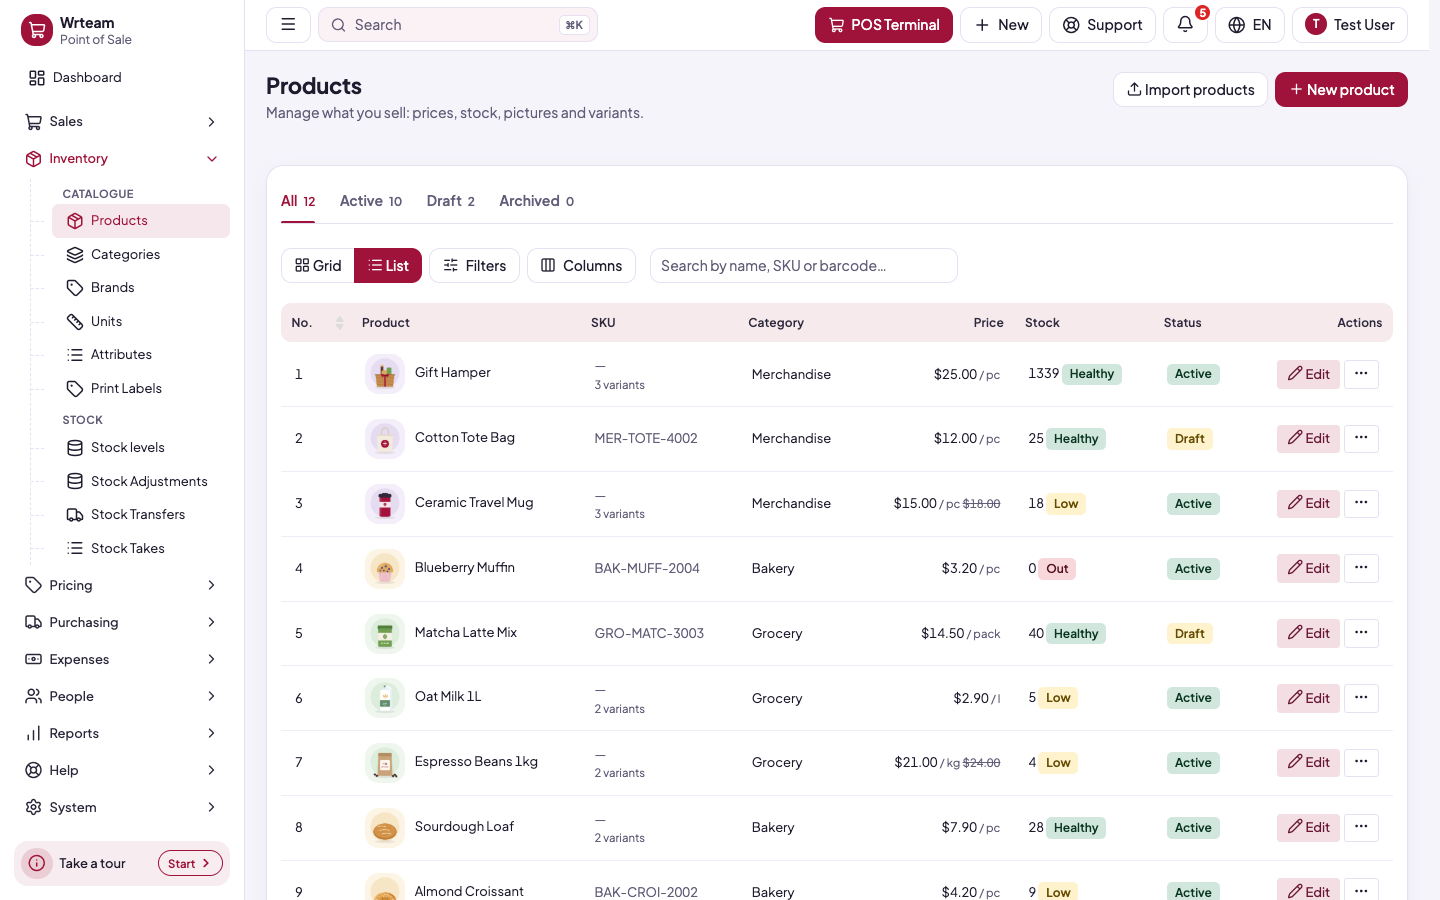 Wrteam
Point of Sale
Dashboard
Sales
Inventory
CATALOGUE
Products
Categories
Brands
Units
Attributes
Print Labels
STOCK
Stock levels
Stock Adjustments
Stock Transfers
Stock Takes
Pricing
Purchasing
Expenses
People
Reports
Help
System
Take a tour Start
Search ⌘K
POS Terminal New Support 5 EN T Test User
Products
Manage what you sell: prices, stock, pictures and variants.
Import products New product
All 12 Active 10 Draft 2 Archived 0
Grid List Filters Columns Search by name, SKU or barcode...
No. Product SKU Category Price Stock Status Actions
1 Gift Hamper — Merchandise $25.00 / pc 1339 Healthy Active Edit ...
3 variants
2 Cotton Tote Bag MER-TOTE-4002 Merchandise $12.00 / pc 25 Healthy Draft Edit ...
3 Ceramic Travel Mug — Merchandise $15.00 / pc $18.00 18 Low Active Edit ...
3 variants
4 Blueberry Muffin BAK-MUFF-2004 Bakery $3.20 / pc 0 Out Active Edit ...
5 Matcha Latte Mix GRO-MATC-3003 Grocery $14.50 / pack 40 Healthy Draft Edit ...
6 Oat Milk 1L — Grocery $2.90 / l 5 Low Active Edit ...
2 variants
7 Espresso Beans 1kg — Grocery $21.00 / kg $24.00 4 Low Active Edit ...
2 variants
8 Sourdough Loaf — Bakery $7.90 / pc 28 Healthy Active Edit ...
2 variants
9 Almond Croissant BAK-CROI-2002 Bakery $4.20 / pc 9 Low Active Edit ...